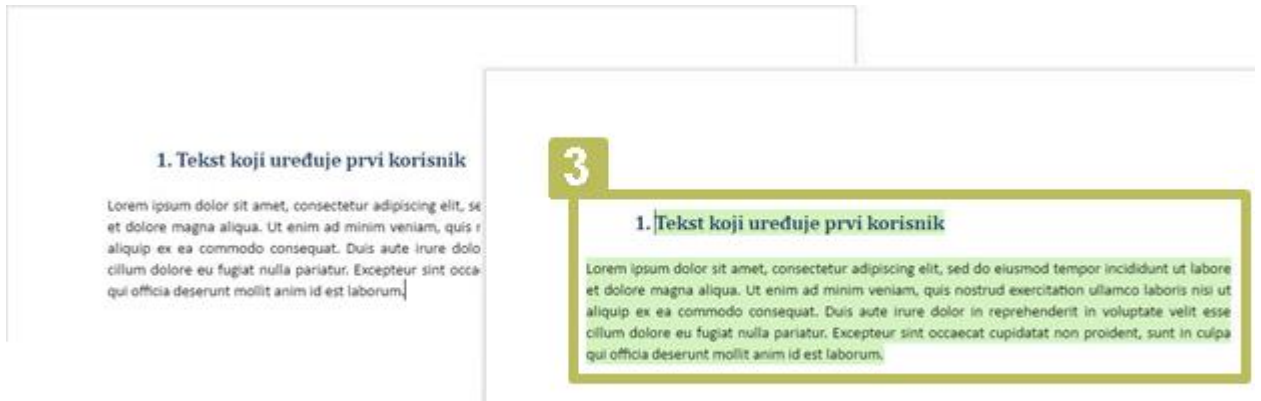 1. Tekst koji uređuje prvi korisnik
Lorem ipsum dolor sit amet, consectetur adipiscing elit, se
et dolore magna aliqua. Ut enim ad minim veniam, quis
aliquip ex ea commodo consequat. Duis aute irure dolo
cillum dolore eu fugiat nulla pariatur. Excepteur sint occa
qui officia deserunt mollit anim id est laborum.
3
1. Tekst koji uređuje prvi korisnik
Lorem ipsum dolor sit amet, consectetur adipiscing elit, sed do eiusmod tempor incididunt ut labore
et dolore magna aliqua. Ut enim ad minim veniam, quis nostrud exercitation ullamco laboris nisi ut
aliquip ex ea commodo consequat. Duis aute irure dolor in reprehenderit in voluptate velit esse
cillum dolore eu fugiat nulla pariatur. Excepteur sint occaecat cupidatat non proident, sunt in culpa
qui officia deserunt mollit anim id est laborum.